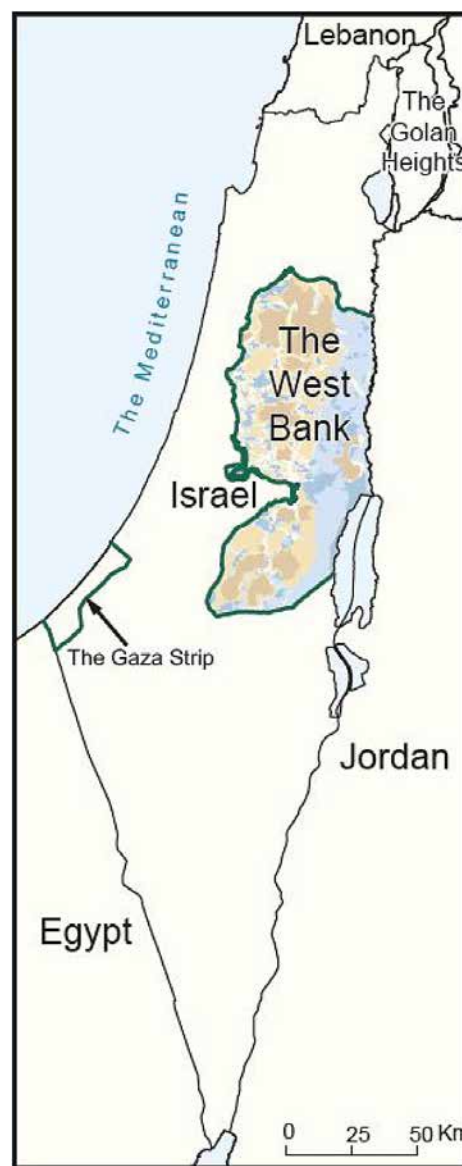 Lebanon
The
Golan
Heights
The Mediterranean
The
West
Bank
Israel
The Gaza Strip
Jordan
Egypt
0 25 50 Km